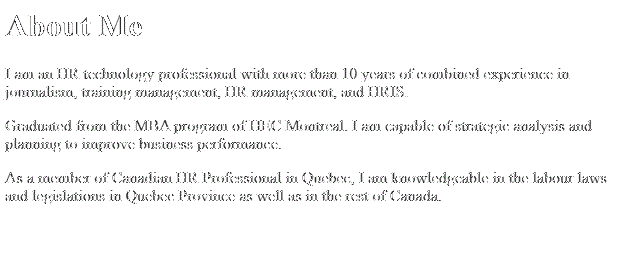 About Me
I am an HR technology professional with more than 10 years of combined experience in
journalism, training management, HR management, and HRIS.
Graduated from the MBA program of HEC Montreal. I am capable of strategic analysis and
planning to improve business performance.
As a member of Canadian HR Professional in Quebec, I am knowledgeable in the labour laws
and legislations in Quebec Province as well as in the rest of Canada.